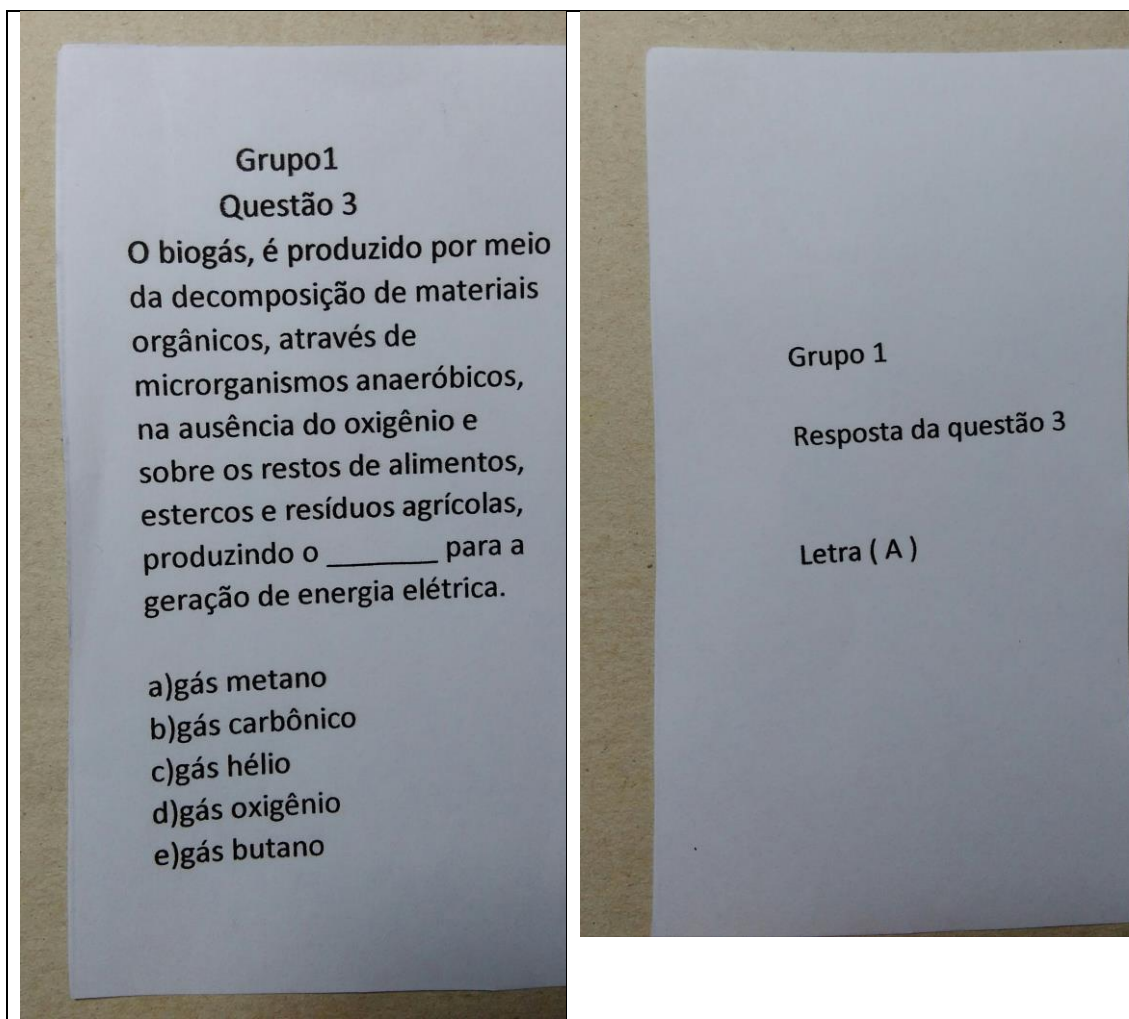 Grupo1
Questão 3
O biogás, é produzido por meio
da decomposição de materiais
orgânicos, através de
microrganismos anaeróbicos,
na ausência do oxigênio e
sobre os restos de alimentos,
estercos e resíduos agrícolas,
produzindo o ________ para a
geração de energia elétrica.
a)gás metano
b)gás carbônico
c)gás hélio
d)gás oxigênio
e)gás butano
Grupo 1
Resposta da questão 3
Letra ( A )